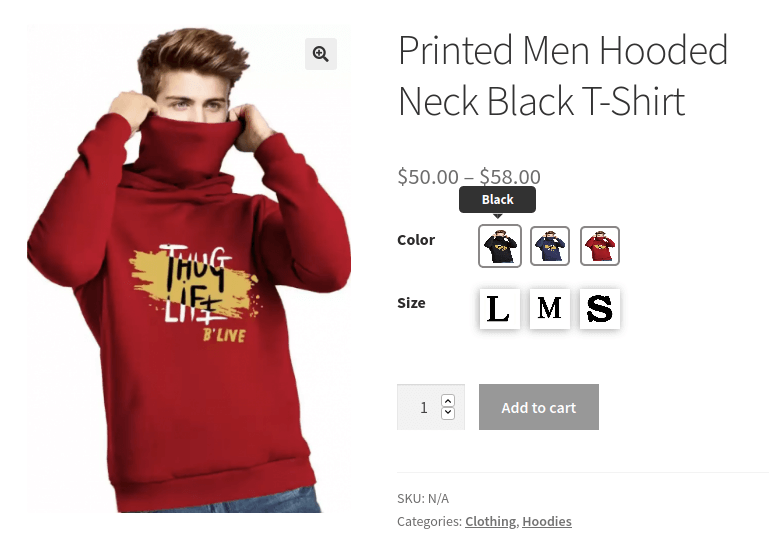 THUG
LIFE
B'LIVE
Printed Men Hooded
Neck Black T-Shirt
$50.00 – $58.00
Black
Color
Size
L M S
1
Add to cart
SKU: N/A
Categories: Clothing, Hoodies